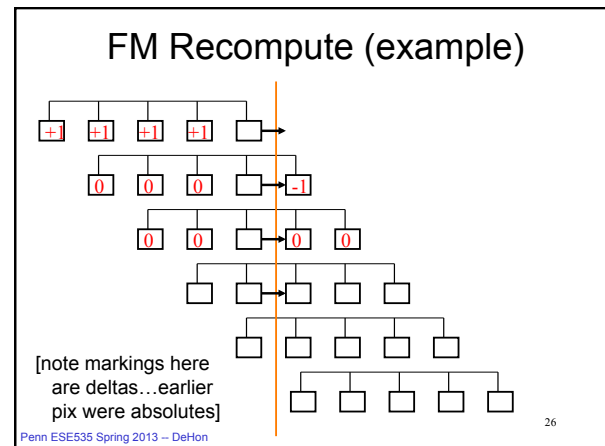 FM Recompute (example)
+1 +1 +1 +1
0 0 0 -1
0 0 0 0
[note markings here
are deltas…earlier
pix were absolutes]
26
Penn ESE535 Spring 2013 -- DeHon